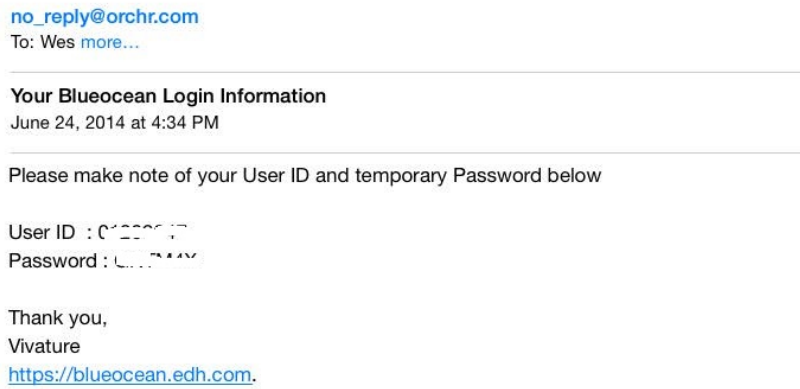 no_reply@orchr.com
To: Wes more...
Your Blueocean Login Information
June 24, 2014 at 4:34 PM
Please make note of your User ID and temporary Password below
User ID :
Password :
Thank you,
Vivature
https://blueocean.edh.com.